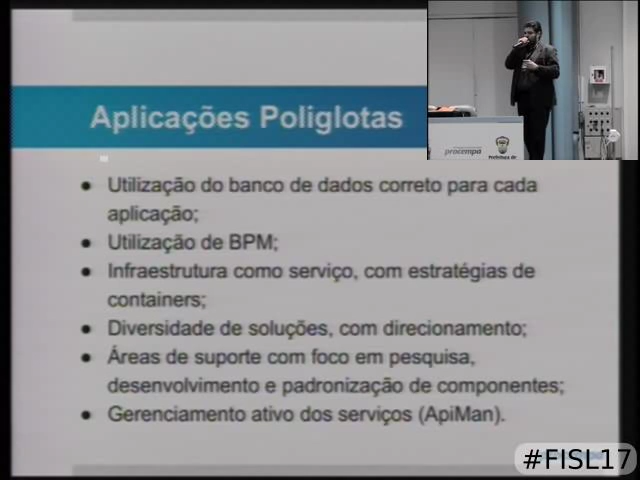 Aplicações Poliglotas
procempa
Prefeitura de
● Utilização do banco de dados correto para cada
aplicação;
● Utilização de BPM;
● Infraestrutura como serviço, com estratégias de
containers;
● Diversidade de soluções, com direcionamento;
● Áreas de suporte com foco em pesquisa,
desenvolvimento e padronização de componentes;
● Gerenciamento ativo dos serviços (ApiMan).
#FISL17